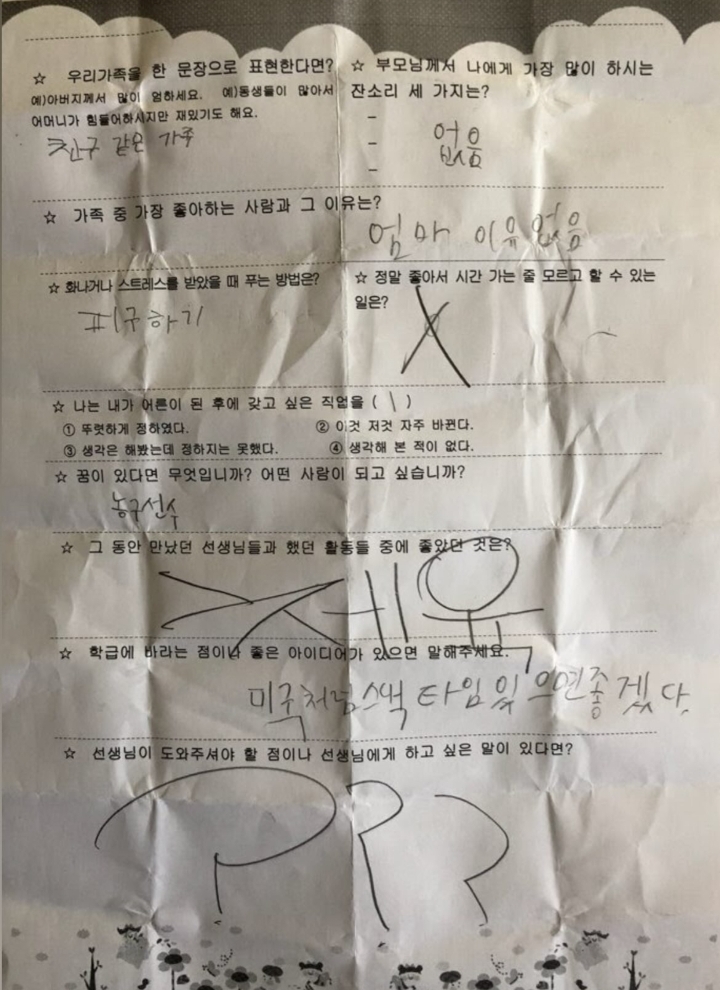 ☆ 우리가족을 한 문장으로 표현한다면?
예)아버지께서 많이 엄하세요. 예)동생들이 많아서
어머니가 힘들어하시지만 재밌기도 해요.
친구 같은 가족
☆ 부모님께서 나에게 가장 많이 하시는
잔소리 세 가지는?
-
- 없음
-
☆ 가족 중 가장 좋아하는 사람과 그 이유는?
엄마 이유 없음
☆ 화나거나 스트레스를 받았을 때 푸는 방법은?
피구하기
☆ 정말 좋아서 시간 가는 줄 모르고 할 수 있는
일은?
X
☆ 나는 내가 어른이 된 후에 갖고 싶은 직업을 ( \ )
① 뚜렷하게 정하였다. ② 이것 저것 자주 바뀐다.
③ 생각은 해봤는데 정하지는 못했다. ④ 생각해 본 적이 없다.
☆ 꿈이 있다면 무엇입니까? 어떤 사람이 되고 싶습니까?
농구선수
☆ 그 동안 만났던 선생님들과 했던 활동들 중에 좋았던 것은?
체육
☆ 학급에 바라는 점이나 좋은 아이디어가 있으면 말해주세요.
미국처럼 스낵 타임 잊으면 좋겠다.
☆ 선생님이 도와주셔야 할 점이나 선생님에게 하고 싶은 말이 있다면?